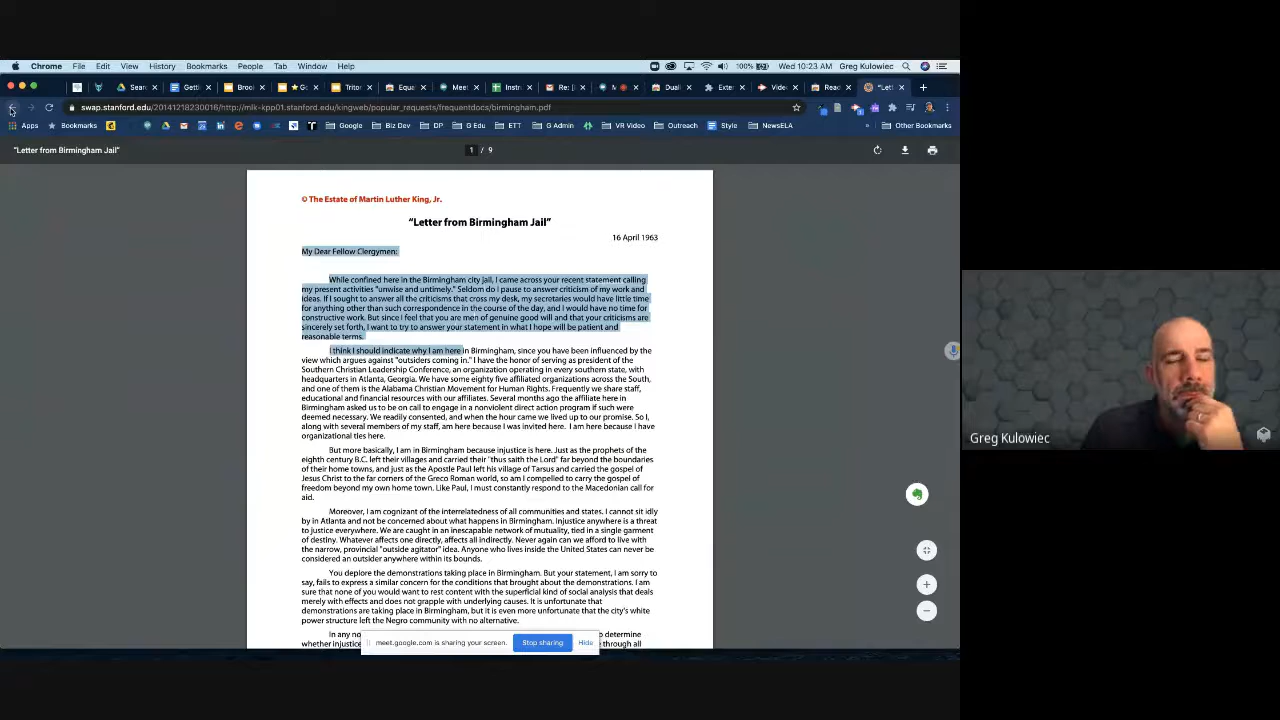 Chrome File Edit View History Bookmarks People Tab Window Help 100% Wed 10:23 AM Greg Kulowiec
Sean Getti Broc G Triton Equa Mee Instr Re: [ M Duali Exter Vide Reac "Let
swap.stanford.edu/20141218230016/http://mlk-kpp01.stanford.edu/kingweb/popular_requests/frequentdocs/birmingham.pdf
Apps Bookmarks Google Biz Dev DP G Edu ETT G Admin VR Video Outreach Style NewsELA » Other Bookmarks
"Letter from Birmingham Jail" 1 / 9
© The Estate of Martin Luther King, Jr.
"Letter from Birmingham Jail"
16 April 1963
My Dear Fellow Clergymen:
While confined here in the Birmingham city jail, I came across your recent statement calling
my present activities "unwise and untimely." Seldom do I pause to answer criticism of my work and
ideas. If I sought to answer all the criticisms that cross my desk, my secretaries would have little time
for anything other than such correspondence in the course of the day, and I would have no time for
constructive work. But since I feel that you are men of genuine good will and that your criticisms are
sincerely set forth, I want to try to answer your statement in what I hope will be patient and
reasonable terms.
I think I should indicate why I am here in Birmingham, since you have been influenced by the
view which argues against "outsiders coming in." I have the honor of serving as president of the
Southern Christian Leadership Conference, an organization operating in every southern state, with
headquarters in Atlanta, Georgia. We have some eighty five affiliated organizations across the South,
and one of them is the Alabama Christian Movement for Human Rights. Frequently we share staff,
educational and financial resources with our affiliates. Several months ago the affiliate here in
Birmingham asked us to be on call to engage in a nonviolent direct action program if such were
deemed necessary. We readily consented, and when the hour came we lived up to our promise. So I,
along with several members of my staff, am here because I was invited here. I am here because I have
organizational ties here.
But more basically, I am in Birmingham because injustice is here. Just as the prophets of the
eighth century B.C. left their villages and carried their "thus saith the Lord" far beyond the boundaries
of their home towns, and just as the Apostle Paul left his village of Tarsus and carried the gospel of
Jesus Christ to the far corners of the Greco Roman world, so am I compelled to carry the gospel of
freedom beyond my own home town. Like Paul, I must constantly respond to the Macedonian call for
aid.
Moreover, I am cognizant of the interrelatedness of all communities and states. I cannot sit idly
by in Atlanta and not be concerned about what happens in Birmingham. Injustice anywhere is a threat
to justice everywhere. We are caught in an inescapable network of mutuality, tied in a single garment
of destiny. Whatever affects one directly, affects all indirectly. Never again can we afford to live with
the narrow, provincial "outside agitator" idea. Anyone who lives inside the United States can never be
considered an outsider anywhere within its bounds.
You deplore the demonstrations taking place in Birmingham. But your statement, I am sorry to
say, fails to express a similar concern for the conditions that brought about the demonstrations. I am
sure that none of you would want to rest content with the superficial kind of social analysis that deals
merely with effects and does not grapple with underlying causes. It is unfortunate that
demonstrations are taking place in Birmingham, but it is even more unfortunate that the city's white
power structure left the Negro community with no alternative.
In any no o determine
whether injustice through all
meet.google.com is sharing your screen. Stop sharing Hide
Greg Kulowiec